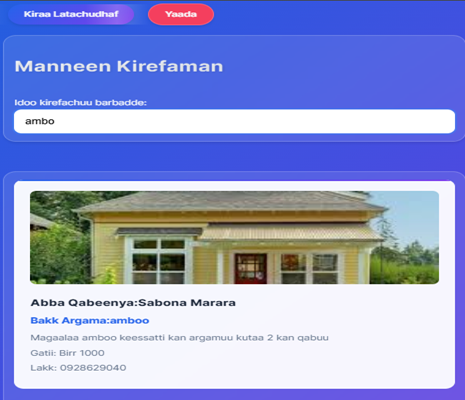 Kiraa Latachudhaf
Yaada
Manneen Kirefaman
Idoo kirefachuu barbadde:
ambo
Abba Qabeenya:Sabona Marara
Bakk Argama:amboo
Magaalaa amboo keessatti kan argamuu kutaa 2 kan qabuu
Gatii: Birr 1000
Lakk: 0928629040